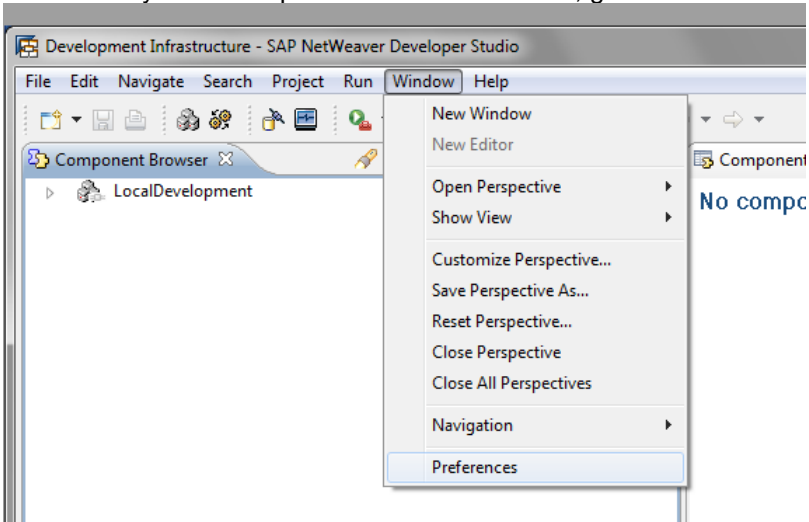 Development Infrastructure - SAP NetWeaver Developer Studio
File Edit Navigate Search Project Run Window Help
Component Browser
LocalDevelopment
New Window
New Editor
Open Perspective
Show View
Customize Perspective...
Save Perspective As...
Reset Perspective...
Close Perspective
Close All Perspectives
Navigation
Preferences
Component
No compo